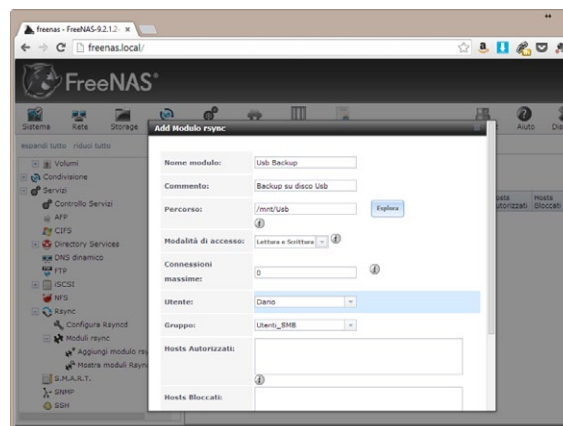 freenas - FreeNAS-9.2.1.2-
freenas.local/
FreeNAS®
Sistema Rete Storage Aiuto
espandi tutto riduci tutto
Add Modulo rsync
Volumi
Condivisione
Servizi
Controllo Servizi
AFP
CIFS
Directory Services
DNS dinamico
FTP
iSCSI
NFS
Rsync
Configura Rsyncd
Moduli rsync
Aggiungi modulo
Mostra moduli Rsyn
S.M.A.R.T.
SNMP
SSH
Nome modulo: Usb Backup
Commento: Backup su disco Usb
Percorso: /mnt/Usb Esplora
Modalità di accesso: Lettura e Scrittura
Connessioni
massime: 0
Utente: Dario
Gruppo: Utenti_SMB
Hosts Autorizzati:
Hosts Bloccati:
Hosts
Bloccati